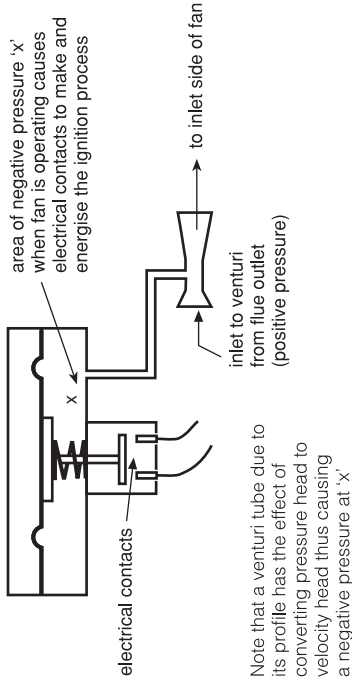 area of negative pressure ‘x’
when fan is operating causes
electrical contacts to make and
energise the ignition process
x
to inlet side of fan
inlet to venturi
from flue outlet
(positive pressure)
electrical contacts
Note that a venturi tube due to
its profile has the effect of
converting pressure head to
velocity head thus causing
a negative pressure at ‘x’